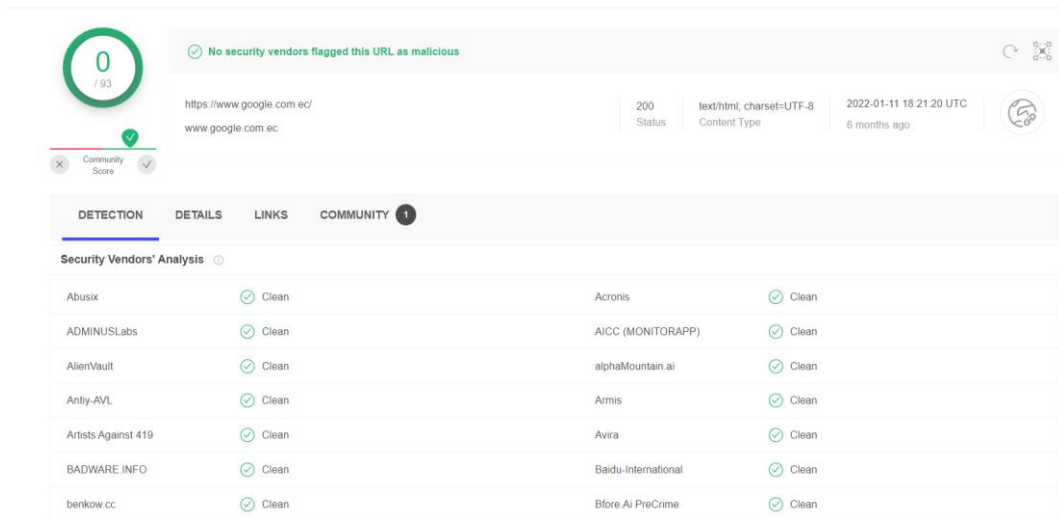 0
/ 93
Community
Score
No security vendors flagged this URL as malicious
https://www.google.com.ec/
www.google.com.ec
200
Status
text/html; charset=UTF-8
Content Type
2022-01-11 18:21:20 UTC
6 months ago
DETECTION DETAILS LINKS COMMUNITY 1
Security Vendors' Analysis
Abusix Clean Acronis Clean
ADMINUSLabs Clean AICC (MONITORAPP) Clean
AlienVault Clean alphaMountain.ai Clean
Antiy-AVL Clean Armis Clean
Artists Against 419 Clean Avira Clean
BADWARE.INFO Clean Baidu-International Clean
benkow.cc Clean Bfore.Ai PreCrime Clean